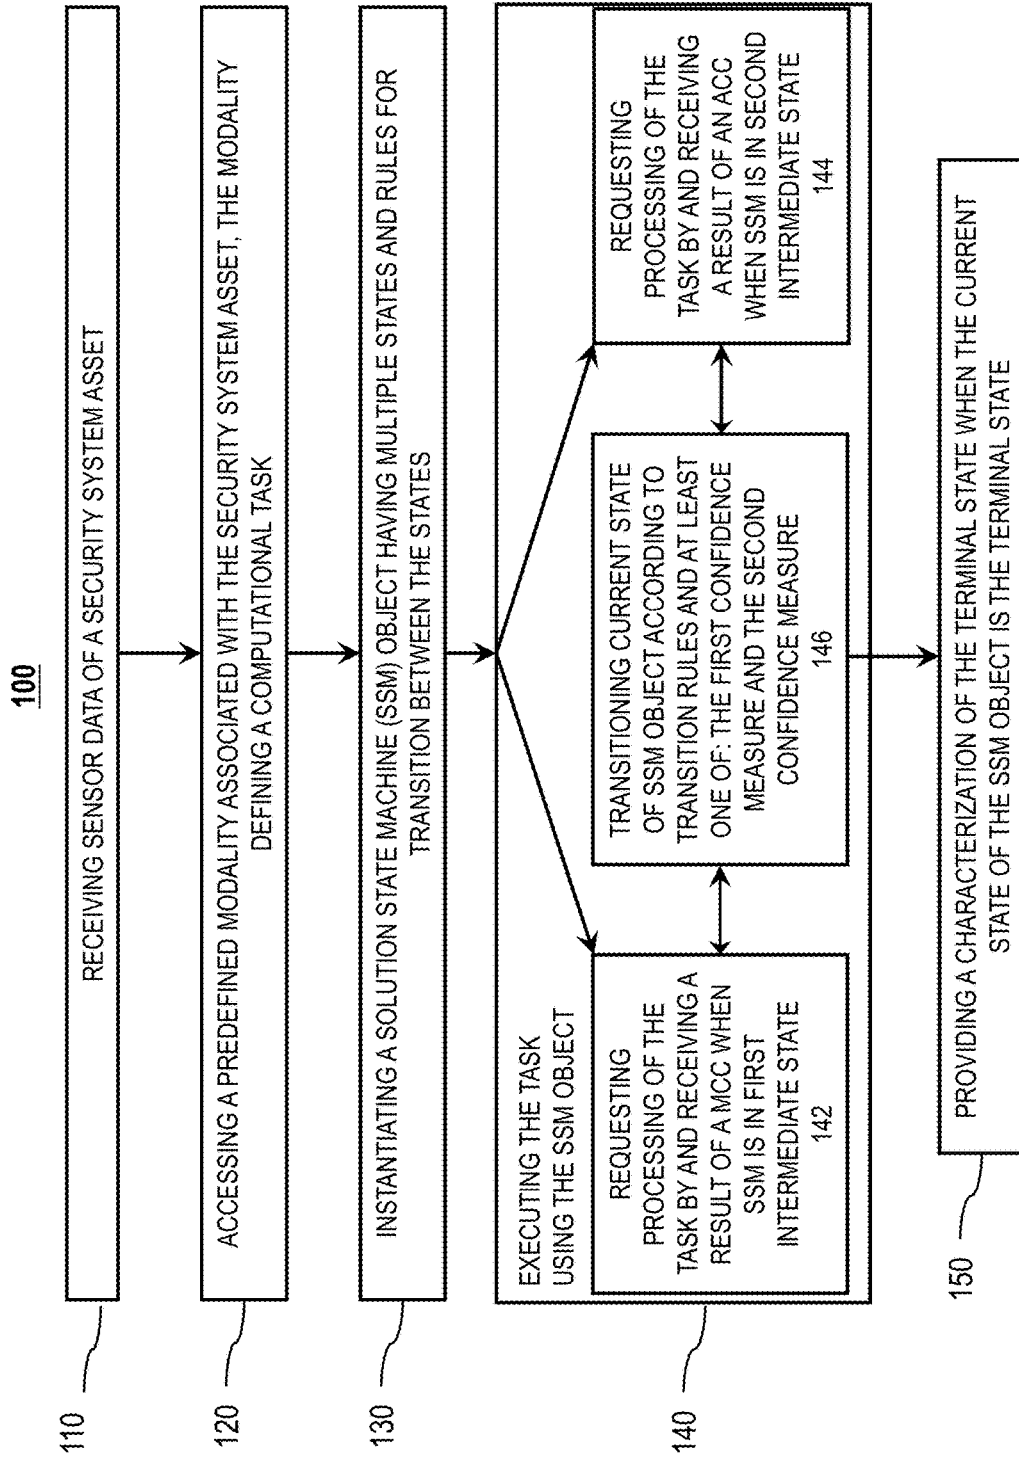 100
110
RECEIVING SENSOR DATA OF A SECURITY SYSTEM ASSET
120
ACCESSING A PREDEFINED MODALITY ASSOCIATED WITH THE SECURITY SYSTEM ASSET, THE MODALITY
DEFINING A COMPUTATIONAL TASK
130
INSTANTIATING A SOLUTION STATE MACHINE (SSM) OBJECT HAVING MULTIPLE STATES AND RULES FOR
TRANSITION BETWEEN THE STATES
140
EXECUTING THE TASK
USING THE SSM OBJECT
REQUESTING
PROCESSING OF THE
TASK BY AND RECEIVING A
RESULT OF A MCC WHEN
SSM IS IN FIRST
INTERMEDIATE STATE
142
TRANSITIONING CURRENT STATE
OF SSM OBJECT ACCORDING TO
TRANSITION RULES AND AT LEAST
ONE OF: THE FIRST CONFIDENCE
MEASURE AND THE SECOND
CONFIDENCE MEASURE
146
REQUESTING
PROCESSING OF THE
TASK BY AND RECEIVING
A RESULT OF AN ACC
WHEN SSM IS IN SECOND
INTERMEDIATE STATE
144
150
PROVIDING A CHARACTERIZATION OF THE TERMINAL STATE WHEN THE CURRENT
STATE OF THE SSM OBJECT IS THE TERMINAL STATE